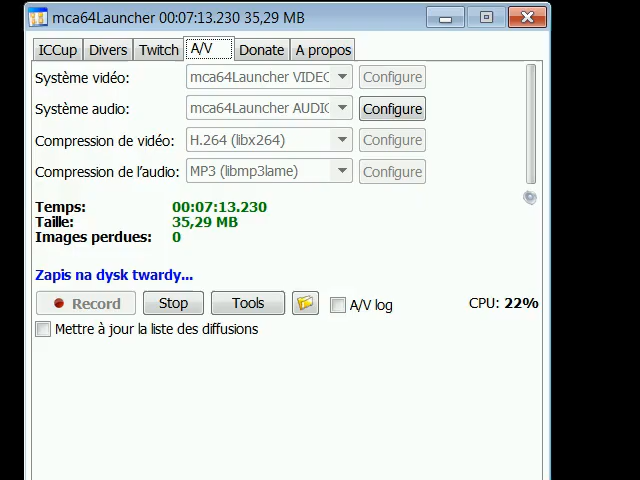 mca64Launcher 00:07:13.230 35,29 MB
ICCup Divers Twitch A/V Donate A propos
Système vidéo: mca64Launcher VIDEO Configure
Système audio: mca64Launcher AUDIO Configure
Compression de vidéo: H.264 (libx264) Configure
Compression de l'audio: MP3 (libmp3lame) Configure
Temps: 00:07:13.230
Taille: 35,29 MB
Images perdues: 0
Zapis na dysk twardy...
Record Stop Tools A/V log CPU: 22%
Mettre à jour la liste des diffusions